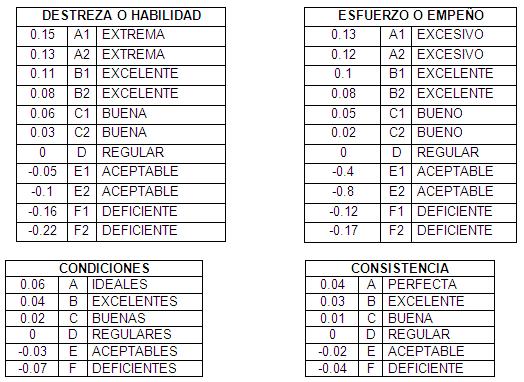 DESTREZA O HABILIDAD
0.15 A1 EXTREMA
0.13 A2 EXTREMA
0.11 B1 EXCELENTE
0.08 B2 EXCELENTE
0.06 C1 BUENA
0.03 C2 BUENA
0 D REGULAR
-0.05 E1 ACEPTABLE
-0.1 E2 ACEPTABLE
-0.16 F1 DEFICIENTE
-0.22 F2 DEFICIENTE
ESFUERZO O EMPEÑO
0.13 A1 EXCESIVO
0.12 A2 EXCESIVO
0.1 B1 EXCELENTE
0.08 B2 EXCELENTE
0.05 C1 BUENO
0.02 C2 BUENO
0 D REGULAR
-0.4 E1 ACEPTABLE
-0.8 E2 ACEPTABLE
-0.12 F1 DEFICIENTE
-0.17 F2 DEFICIENTE
CONDICIONES
0.06 A IDEALES
0.04 B EXCELENTES
0.02 C BUENAS
0 D REGULARES
-0.03 E ACEPTABLES
-0.07 F DEFICIENTES
CONSISTENCIA
0.04 A PERFECTA
0.03 B EXCELENTE
0.01 C BUENA
0 D REGULAR
-0.02 E ACEPTABLE
-0.04 F DEFICIENTE